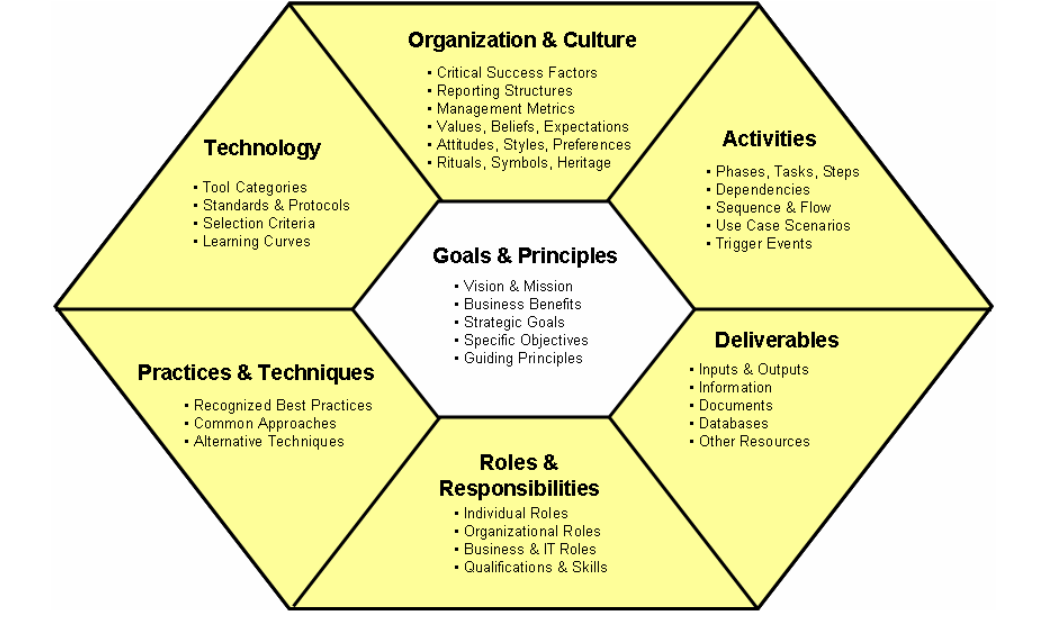 Organization & Culture
▪ Critical Success Factors
▪ Reporting Structures
▪ Management Metrics
▪ Values, Beliefs, Expectations
▪ Attitudes, Styles, Preferences
▪ Rituals, Symbols, Heritage
Technology
▪ Tool Categories
▪ Standards & Protocols
▪ Selection Criteria
▪ Learning Curves
Activities
▪ Phases, Tasks, Steps
▪ Dependencies
▪ Sequence & Flow
▪ Use Case Scenarios
▪ Trigger Events
Goals & Principles
▪ Vision & Mission
▪ Business Benefits
▪ Strategic Goals
▪ Specific Objectives
▪ Guiding Principles
Practices & Techniques
▪ Recognized Best Practices
▪ Common Approaches
▪ Alternative Techniques
Deliverables
▪ Inputs & Outputs
▪ Information
▪ Documents
▪ Databases
▪ Other Resources
Roles &
Responsibilities
▪ Individual Roles
▪ Organizational Roles
▪ Business & IT Roles
▪ Qualifications & Skills